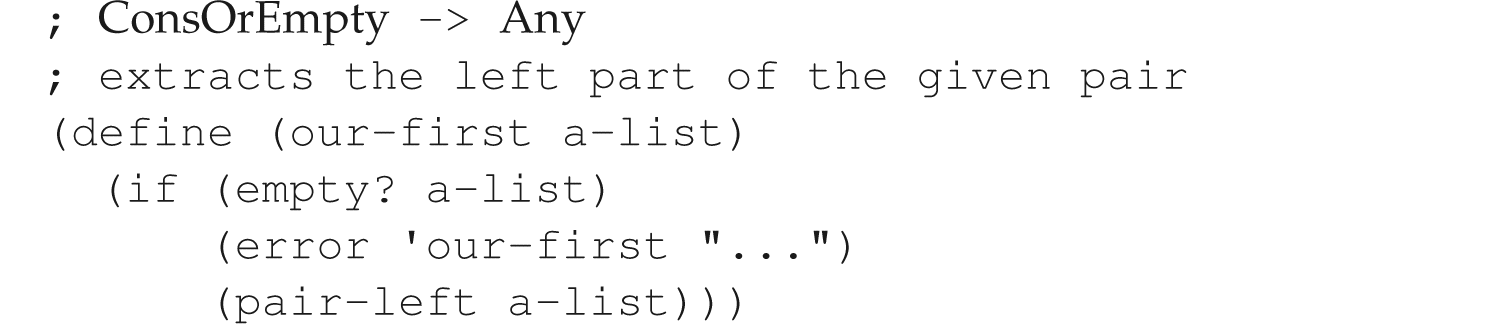 ; ConsOrEmpty -> Any
; extracts the left part of the given pair
(define (our-first a-list)
  (if (empty? a-list)
      (error 'our-first "...")
      (pair-left a-list)))